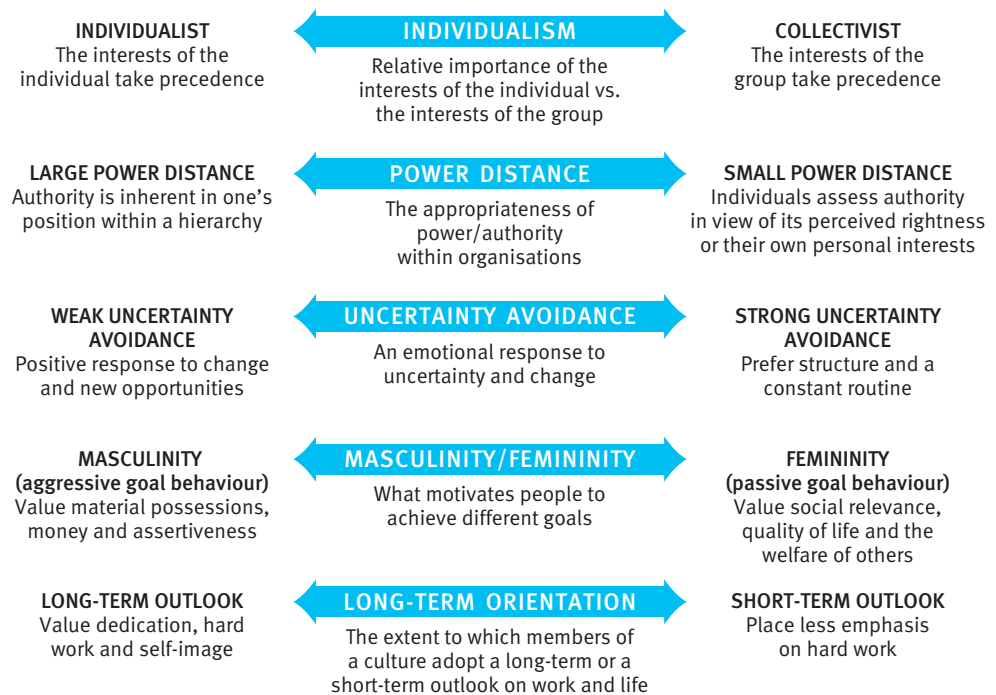 INDIVIDUALIST
The interests of the
individual take precedence
INDIVIDUALISM
Relative importance of the
interests of the individual vs.
the interests of the group
COLLECTIVIST
The interests of the
group take precedence
LARGE POWER DISTANCE
Authority is inherent in one’s
position within a hierarchy
POWER DISTANCE
The appropriateness of
power/authority
within organisations
SMALL POWER DISTANCE
Individuals assess authority
in view of its perceived rightness
or their own personal interests
WEAK UNCERTAINTY
AVOIDANCE
Positive response to change
and new opportunities
UNCERTAINTY AVOIDANCE
An emotional response to
uncertainty and change
STRONG UNCERTAINTY
AVOIDANCE
Prefer structure and a
constant routine
MASCULINITY
(aggressive goal behaviour)
Value material possessions,
money and assertiveness
MASCULINITY/FEMININITY
What motivates people to
achieve different goals
FEMININITY
(passive goal behaviour)
Value social relevance,
quality of life and the
welfare of others
LONG-TERM OUTLOOK
Value dedication, hard
work and self-image
LONG-TERM ORIENTATION
The extent to which members of
a culture adopt a long-term or a
short-term outlook on work and life
SHORT-TERM OUTLOOK
Place less emphasis
on hard work